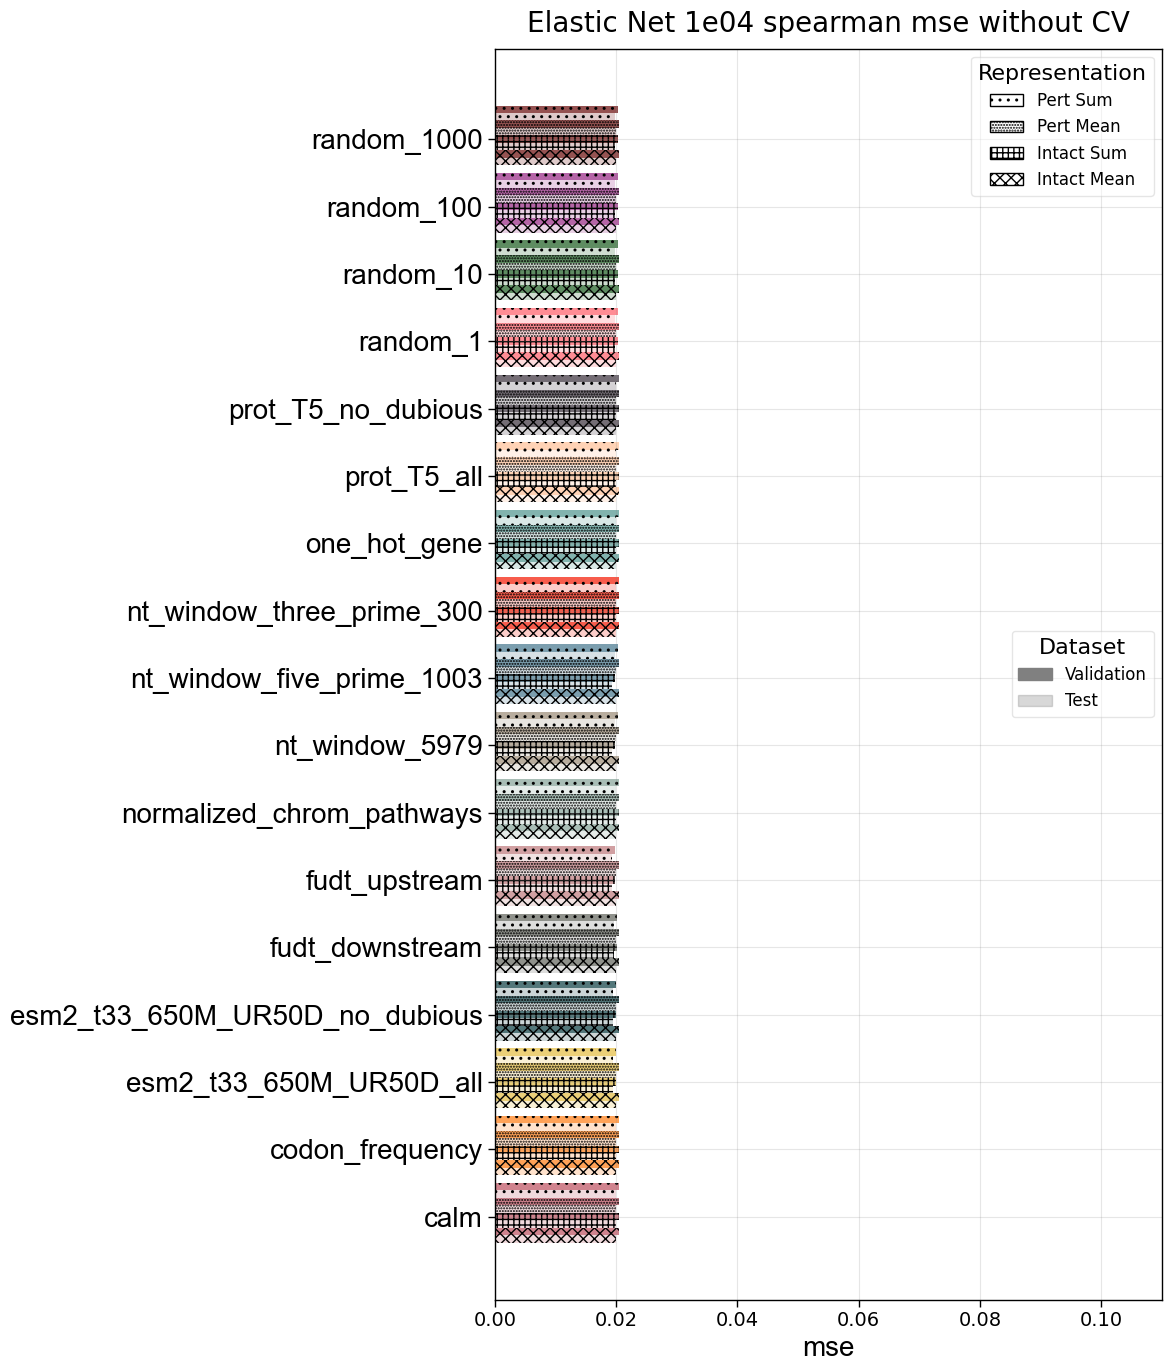 Elastic Net 1e04 spearman mse without CV
Representation
Pert Sum
Pert Mean
Intact Sum
Intact Mean
random_1000
random_100
random_10
random_1
prot_T5_no_dubious
prot_T5_all
one_hot_gene
nt_window_three_prime_300
nt_window_five_prime_1003
nt_window_5979
normalized_chrom_pathways
fudt_upstream
fudt_downstream
esm2_t33_650M_UR50D_no_dubious
esm2_t33_650M_UR50D_all
codon_frequency
calm
Dataset
Validation
Test
0.00 0.02 0.04 0.06 0.08 0.10
mse